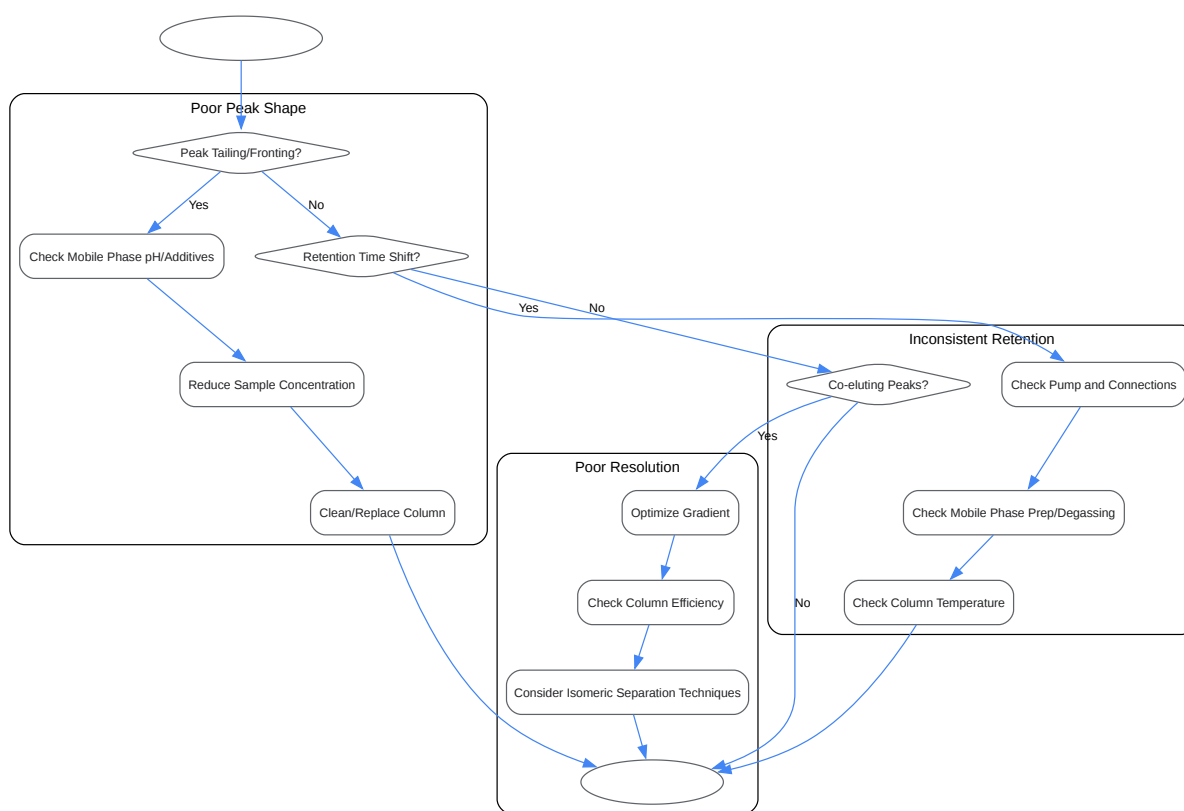 Poor Peak Shape
Peak Tailing/Fronting?
Yes
No
Check Mobile Phase pH/Additives
Retention Time Shift?
Yes
No
Inconsistent Retention
Reduce Sample Concentration
Co-eluting Peaks?
Check Pump and Connections
Yes
Poor Resolution
Clean/Replace Column
Optimize Gradient
Check Mobile Phase Prep/Degassing
Check Column Efficiency
No
Check Column Temperature
Consider Isomeric Separation Techniques